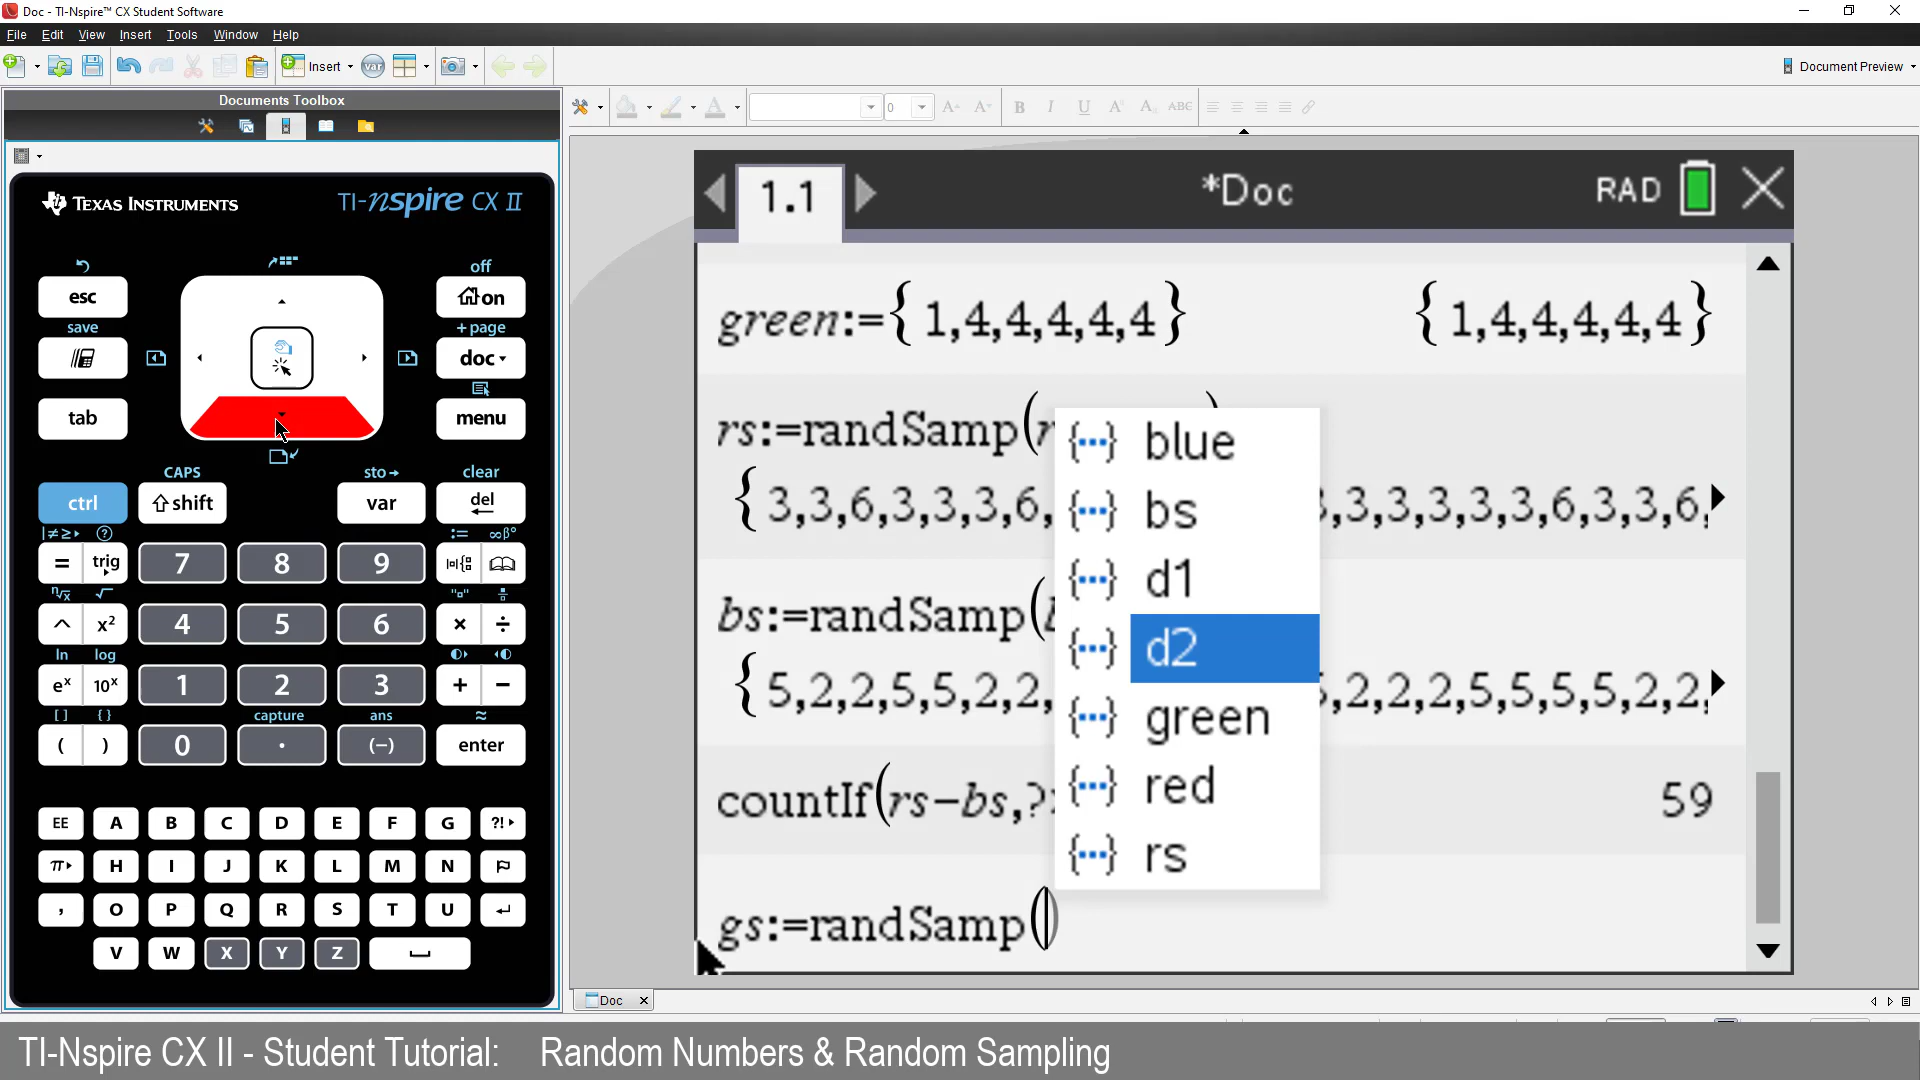 Doc - TI-Nspire™ CX Student Software
File Edit View Insert Tools Window Help
Insert var Document Preview
Documents Toolbox
0 A A B I U A A ABC
TEXAS INSTRUMENTS TI-nspire CX II
off
esc on
save + page
doc
tab menu
CAPS sto→ clear
ctrl shift var del
|≠≥▸ ? := ∞β°
= trig 7 8 9 |□|{□
ⁿ√x √ "□"
^ x² 4 5 6 × ÷
ln log
eˣ 10ˣ 1 2 3 + −
[ ] { } capture ans ≈
( ) 0 . (−) enter
EE A B C D E F G ?!▸
π▸ H I J K L M N
, O P Q R S T U
V W X Y Z
1.1 *Doc RAD
green:={1,4,4,4,4,4} {1,4,4,4,4,4}
rs:=randSamp(r
{3,3,6,3,3,3,6, 3,3,3,3,3,6,3,3,6,
bs:=randSamp(
{5,2,2,5,5,2,2, 2,2,2,5,5,5,5,2,2,
countIf(rs−bs,? 59
gs:=randSamp()
blue
bs
d1
d2
green
red
rs
Doc
TI-Nspire CX II - Student Tutorial: Random Numbers & Random Sampling